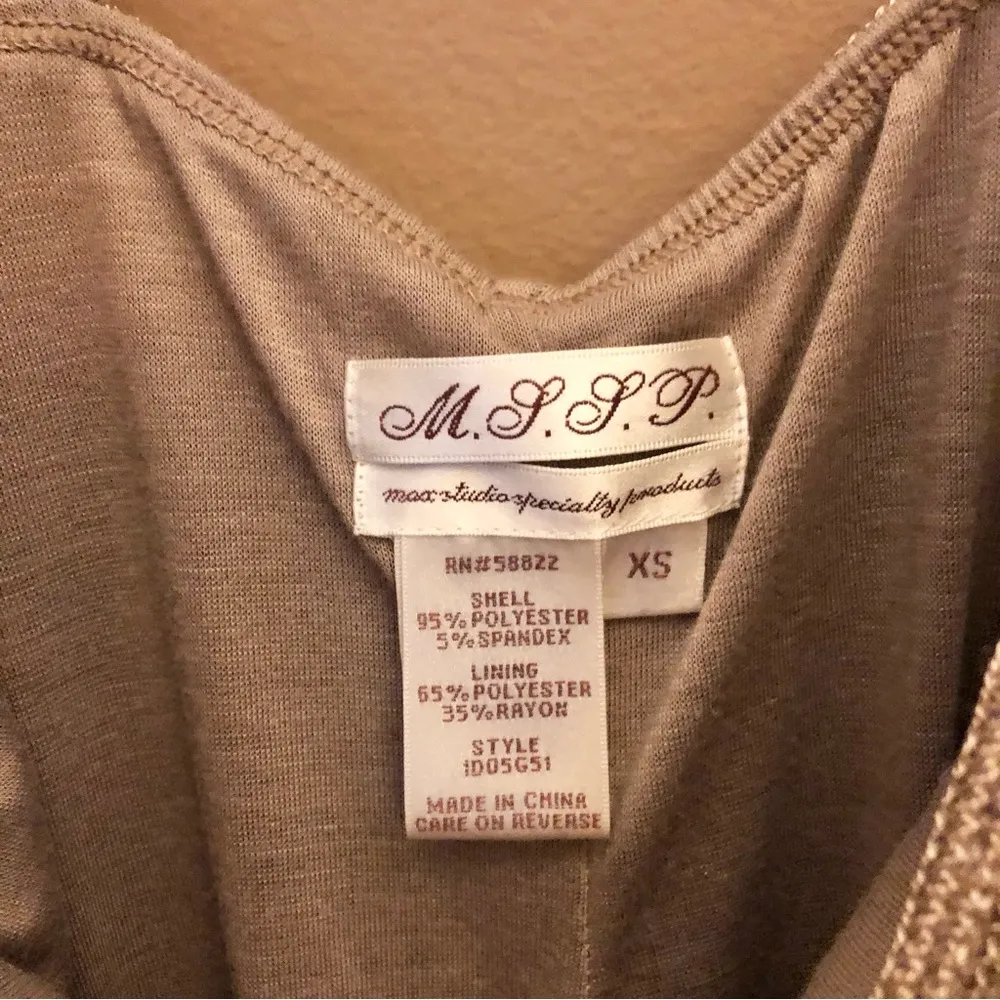 M.S.S.P.
max studio specialty products
XS
RN#58822
SHELL
95% POLYESTER
5% SPANDEX
LINING
65% POLYESTER
35% RAYON
STYLE
1D05G51
MADE IN CHINA
CARE ON REVERSE